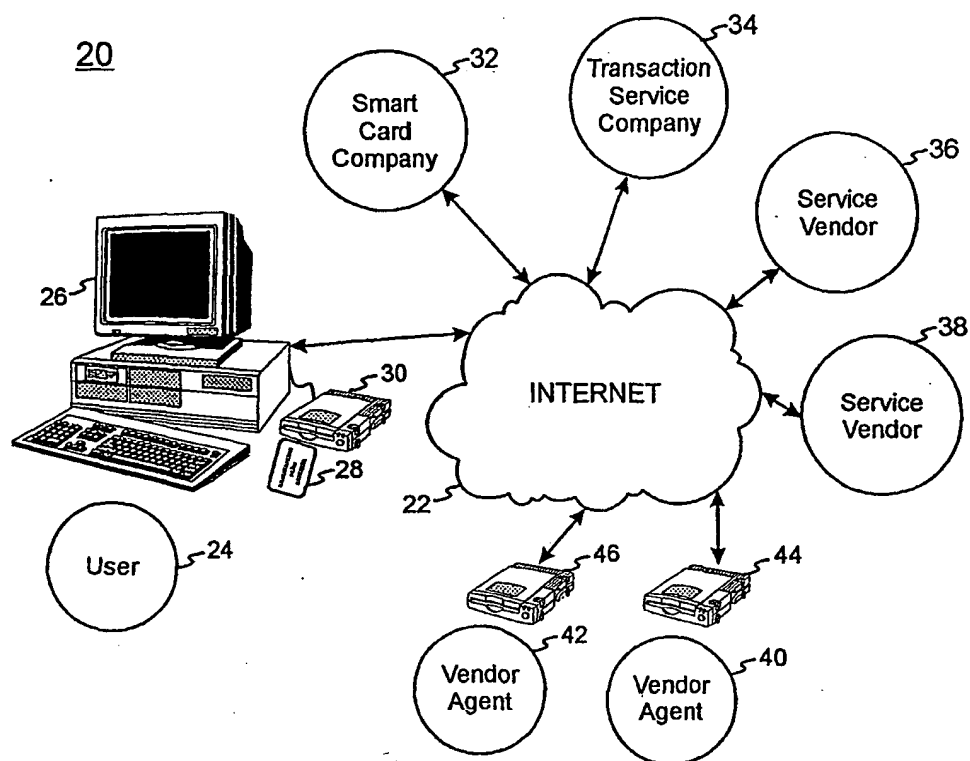 20
34
Transaction
Service
Company
32
Smart
Card
Company
36
Service
Vendor
26
38
Service
Vendor
30
INTERNET
28
22
User
24
46
44
42
Vendor
Agent
40
Vendor
Agent